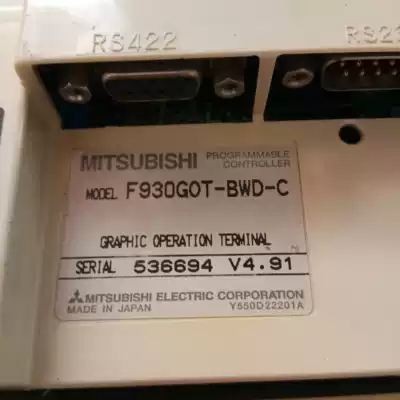 RS422
RS23
MITSUBISHI PROGRAMMABLE CONTROLLER
MODEL F930GOT-BWD-C
GRAPHIC OPERATION TERMINAL
SERIAL 536694 V4.91
MITSUBISHI ELECTRIC CORPORATION
MADE IN JAPAN Y550D22201A